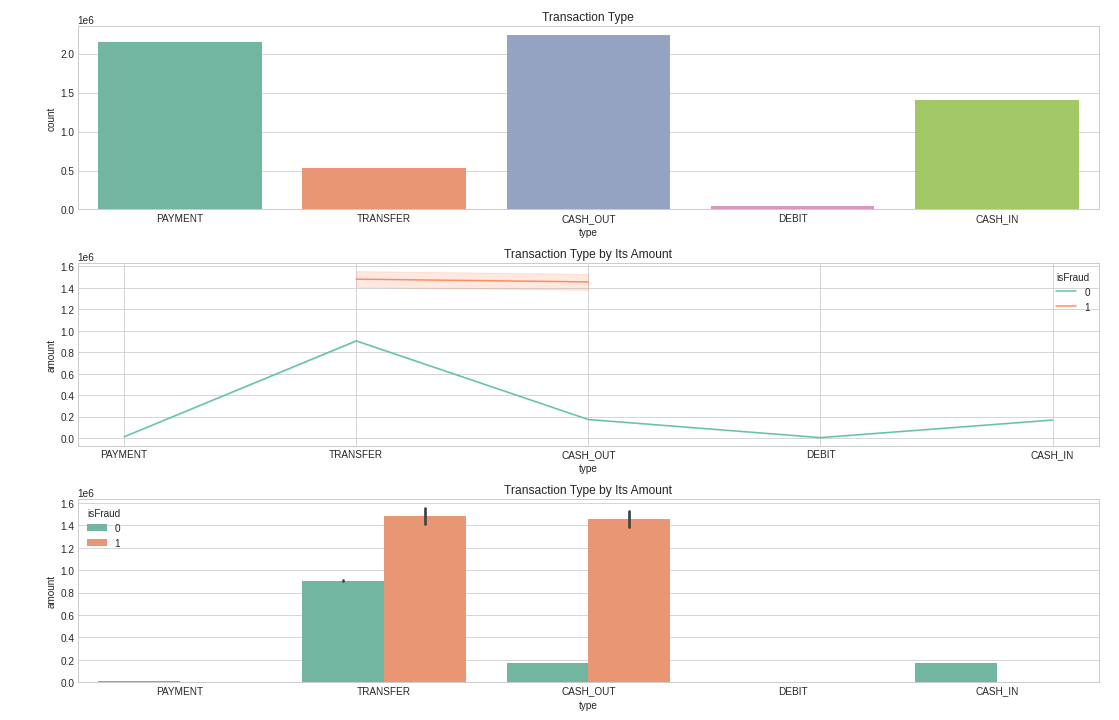 Transaction Type
1e6
2.0
1.5
1.0
0.5
0.0
count
PAYMENT TRANSFER CASH_OUT DEBIT CASH_IN
type
Transaction Type by Its Amount
1e6
1.6
1.4
1.2
1.0
0.8
0.6
0.4
0.2
0.0
amount
isFraud
0
1
PAYMENT TRANSFER CASH_OUT DEBIT CASH_IN
type
Transaction Type by Its Amount
1e6
1.6
1.4
1.2
1.0
0.8
0.6
0.4
0.2
0.0
amount
isFraud
0
1
PAYMENT TRANSFER CASH_OUT DEBIT CASH_IN
type